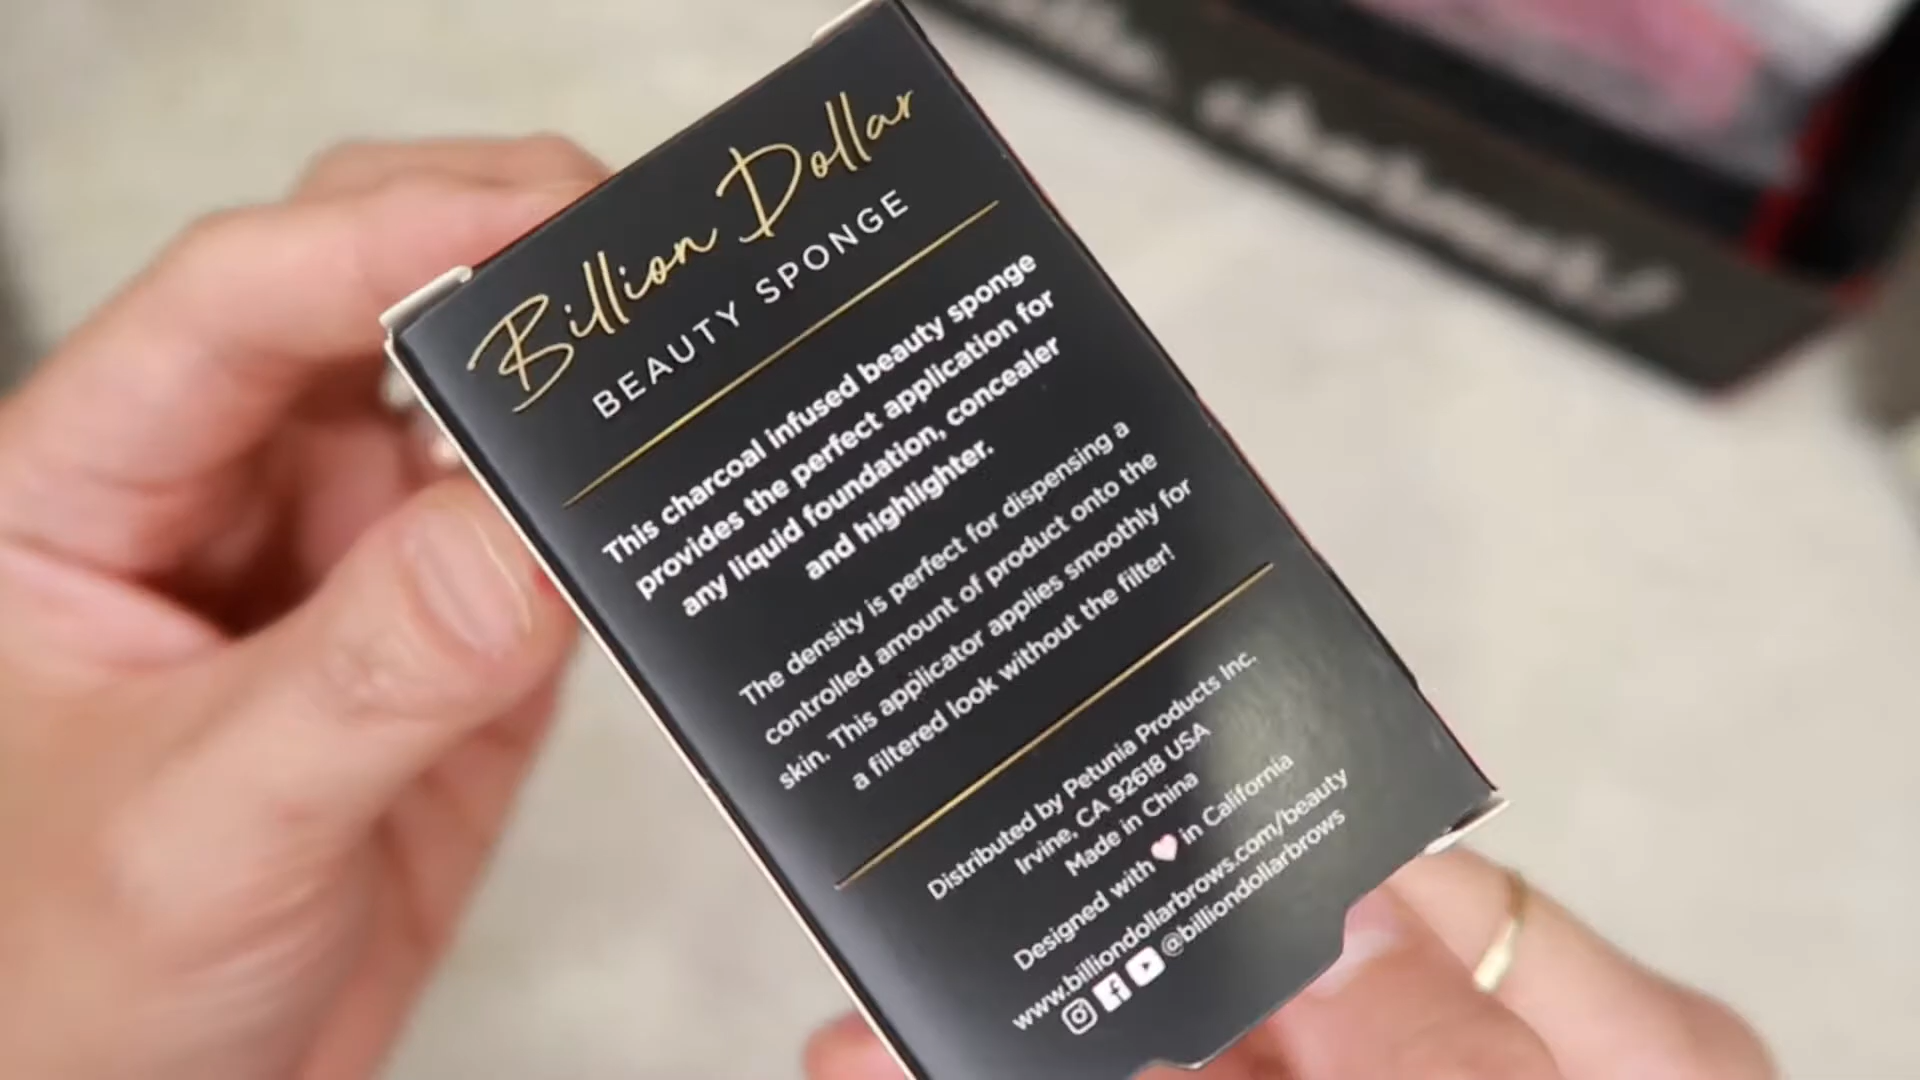 Billion Dollar
BEAUTY SPONGE
This charcoal infused beauty sponge
provides the perfect application for
any liquid foundation, concealer
and highlighter.
The density is perfect for dispensing a
controlled amount of product onto the
skin. This applicator applies smoothly for
a filtered look without the filter!
Distributed by Petunia Products Inc.
Irvine, CA 92618 USA
Made in China
Designed with ♥ in California
www.billiondollarbrows.com/beauty
@billiondollarbrows